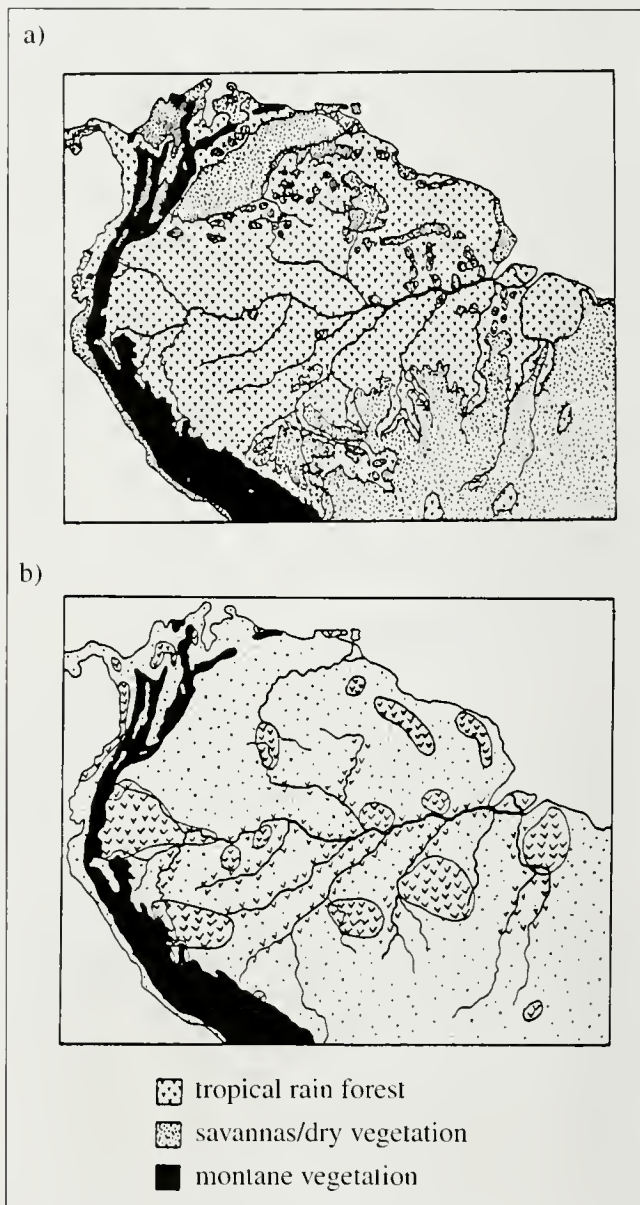 a)
b)
tropical rain forest
savannas/dry vegetation
montane vegetation